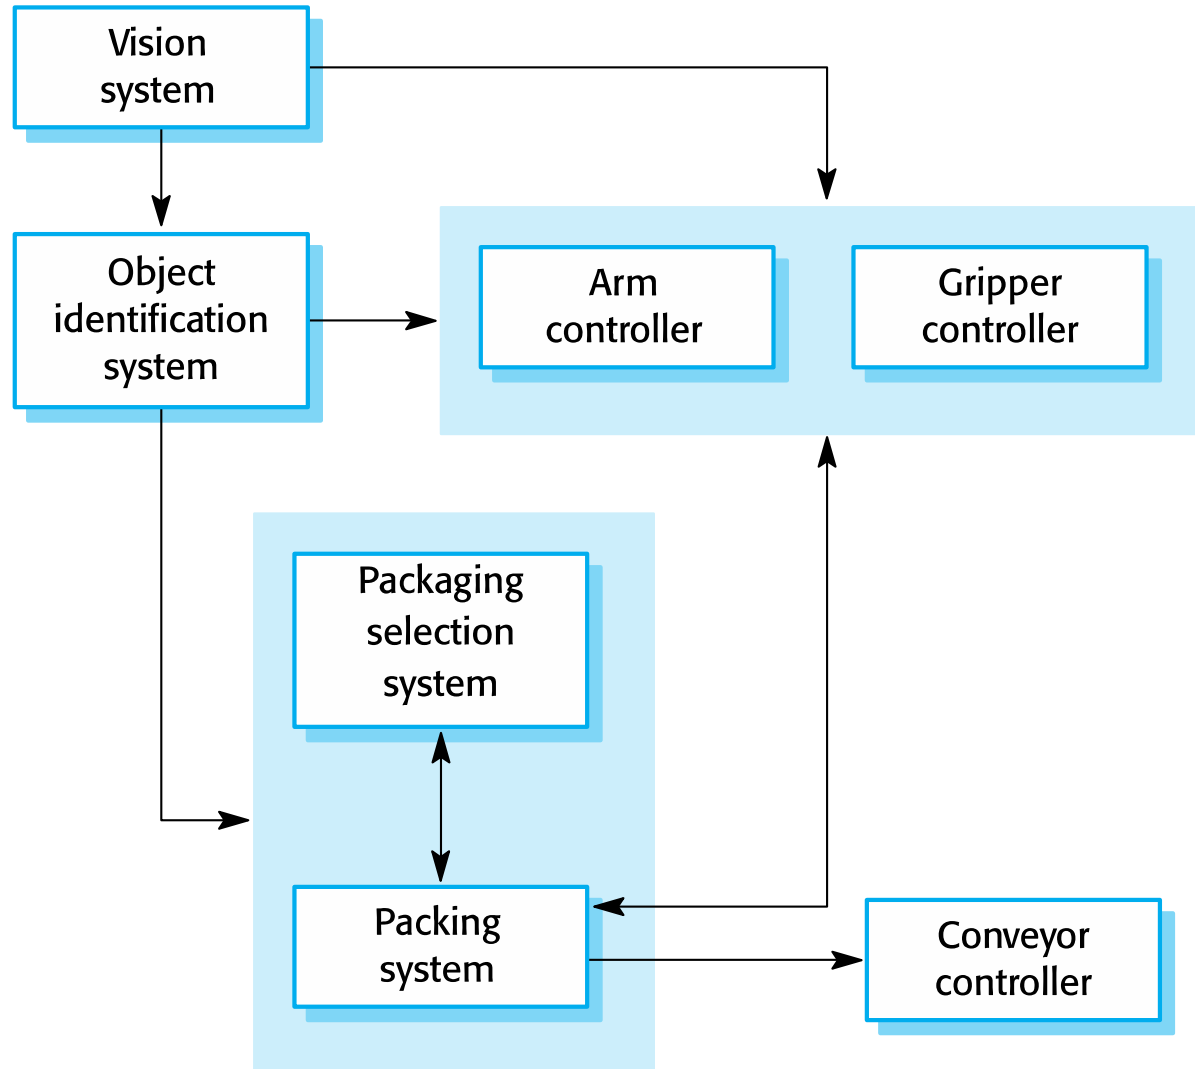 Vision
system
Object
identification
system
Arm
controller
Gripper
controller
Packaging
selection
system
Packing
system
Conveyor
controller